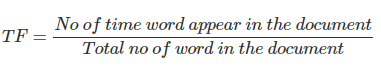 TF = No of time word appear in the document / Total no of word in the document